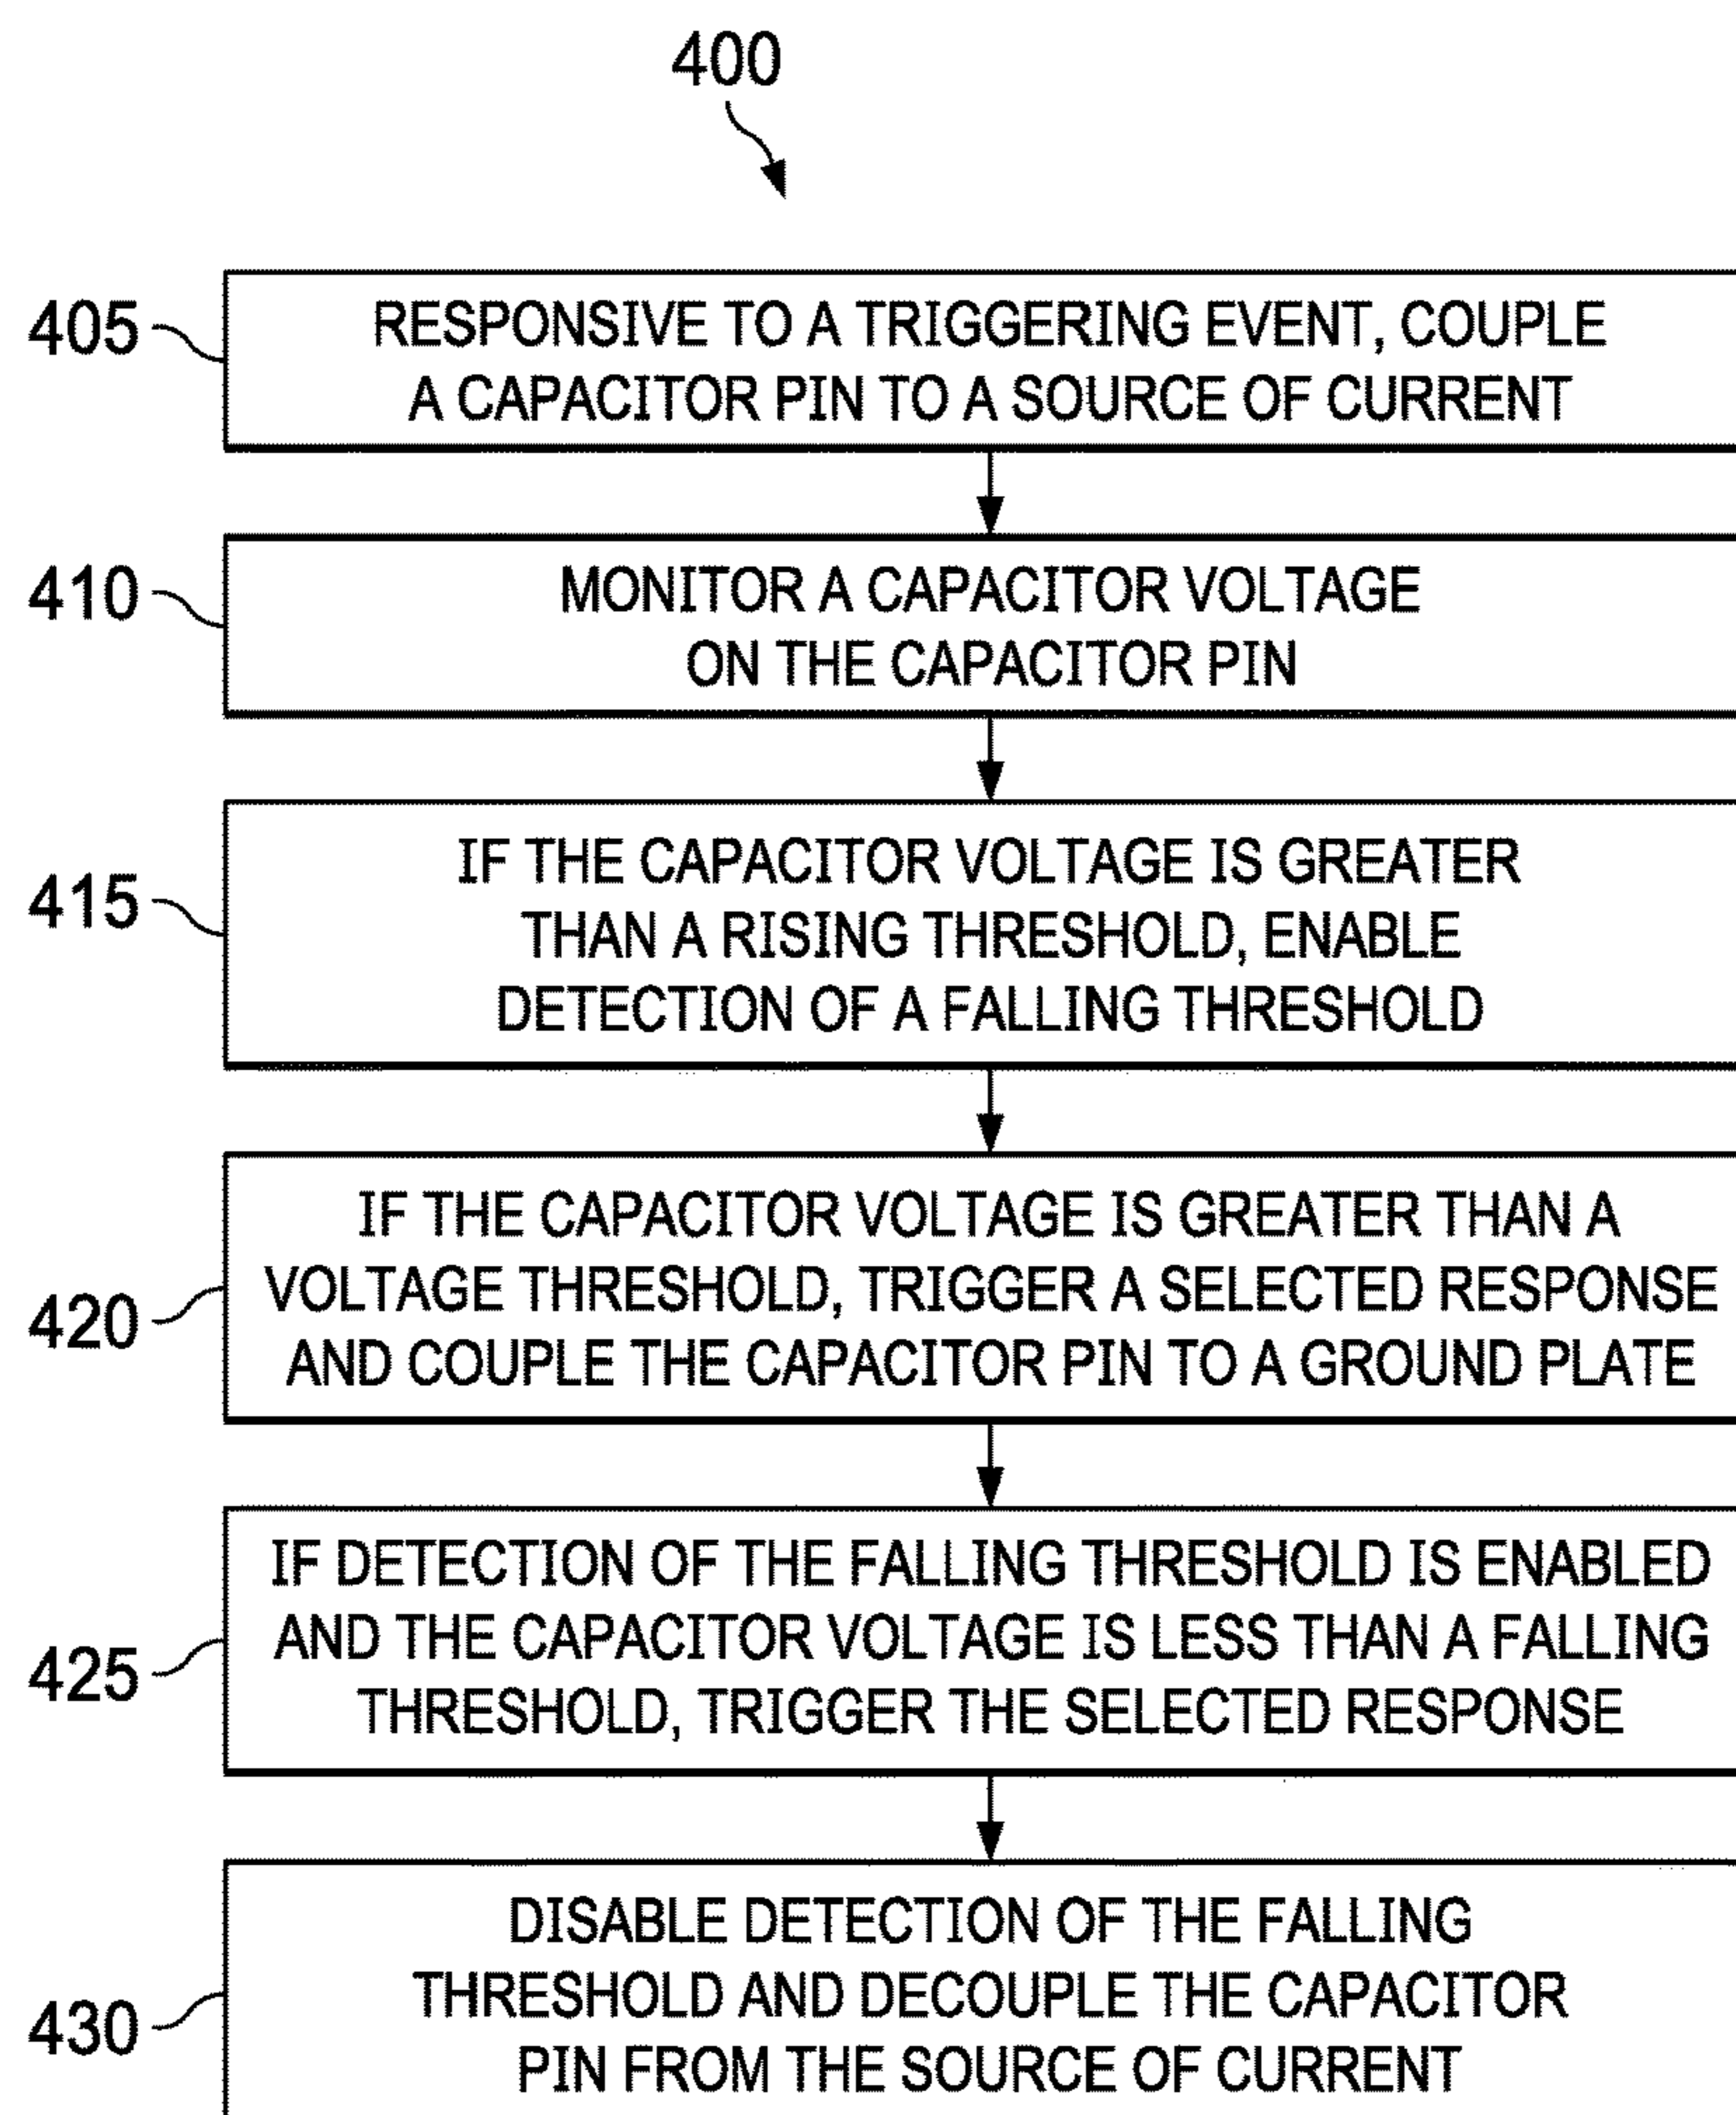 400
405
RESPONSIVE TO A TRIGGERING EVENT, COUPLE
A CAPACITOR PIN TO A SOURCE OF CURRENT
410
MONITOR A CAPACITOR VOLTAGE
ON THE CAPACITOR PIN
415
IF THE CAPACITOR VOLTAGE IS GREATER
THAN A RISING THRESHOLD, ENABLE
DETECTION OF A FALLING THRESHOLD
420
IF THE CAPACITOR VOLTAGE IS GREATER THAN A
VOLTAGE THRESHOLD, TRIGGER A SELECTED RESPONSE
AND COUPLE THE CAPACITOR PIN TO A GROUND PLATE
425
IF DETECTION OF THE FALLING THRESHOLD IS ENABLED
AND THE CAPACITOR VOLTAGE IS LESS THAN A FALLING
THRESHOLD, TRIGGER THE SELECTED RESPONSE
430
DISABLE DETECTION OF THE FALLING
THRESHOLD AND DECOUPLE THE CAPACITOR
PIN FROM THE SOURCE OF CURRENT